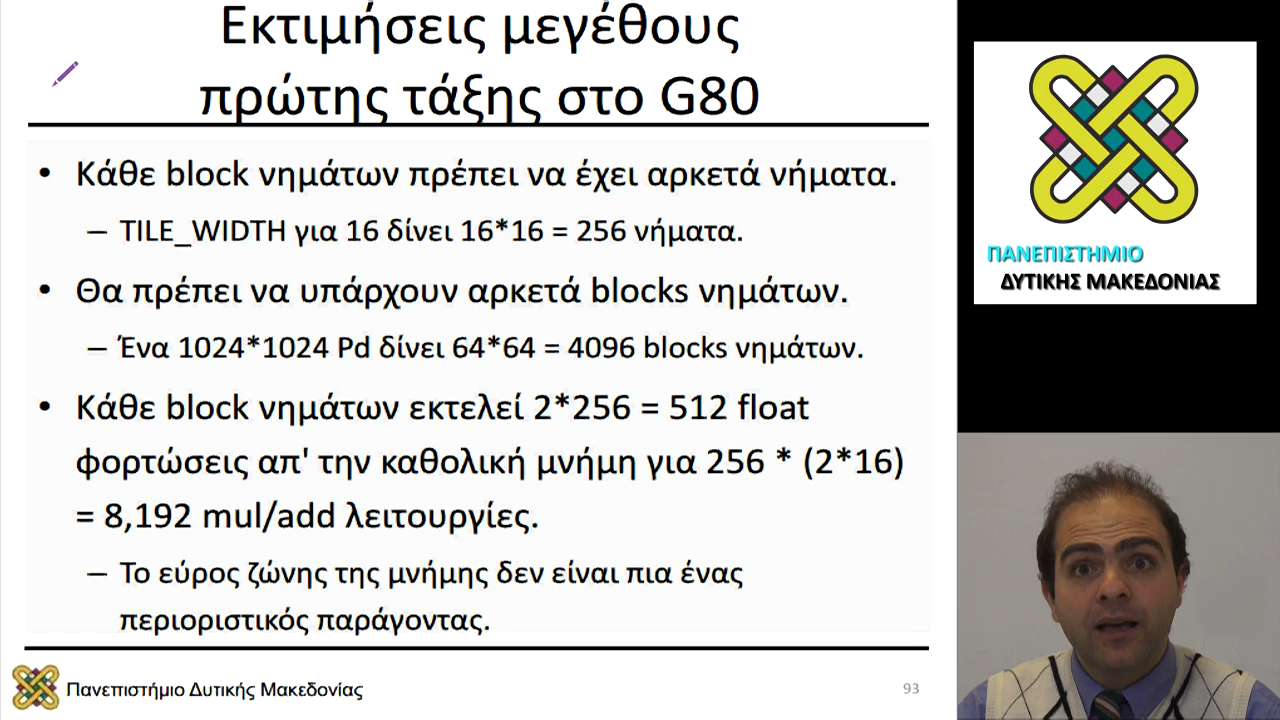 Εκτιμήσεις μεγέθους
πρώτης τάξης στο G80
• Κάθε block νημάτων πρέπει να έχει αρκετά νήματα.
– TILE_WIDTH για 16 δίνει 16*16 = 256 νήματα.
• Θα πρέπει να υπάρχουν αρκετά blocks νημάτων.
– Ένα 1024*1024 Pd δίνει 64*64 = 4096 blocks νημάτων.
• Κάθε block νημάτων εκτελεί 2*256 = 512 float
φορτώσεις απ' την καθολική μνήμη για 256 * (2*16)
= 8,192 mul/add λειτουργίες.
– Το εύρος ζώνης της μνήμης δεν είναι πια ένας
περιοριστικός παράγοντας.
Πανεπιστήμιο Δυτικής Μακεδονίας
93
ΠΑΝΕΠΙΣΤΗΜΙΟ
ΔΥΤΙΚΗΣ ΜΑΚΕΔΟΝΙΑΣ